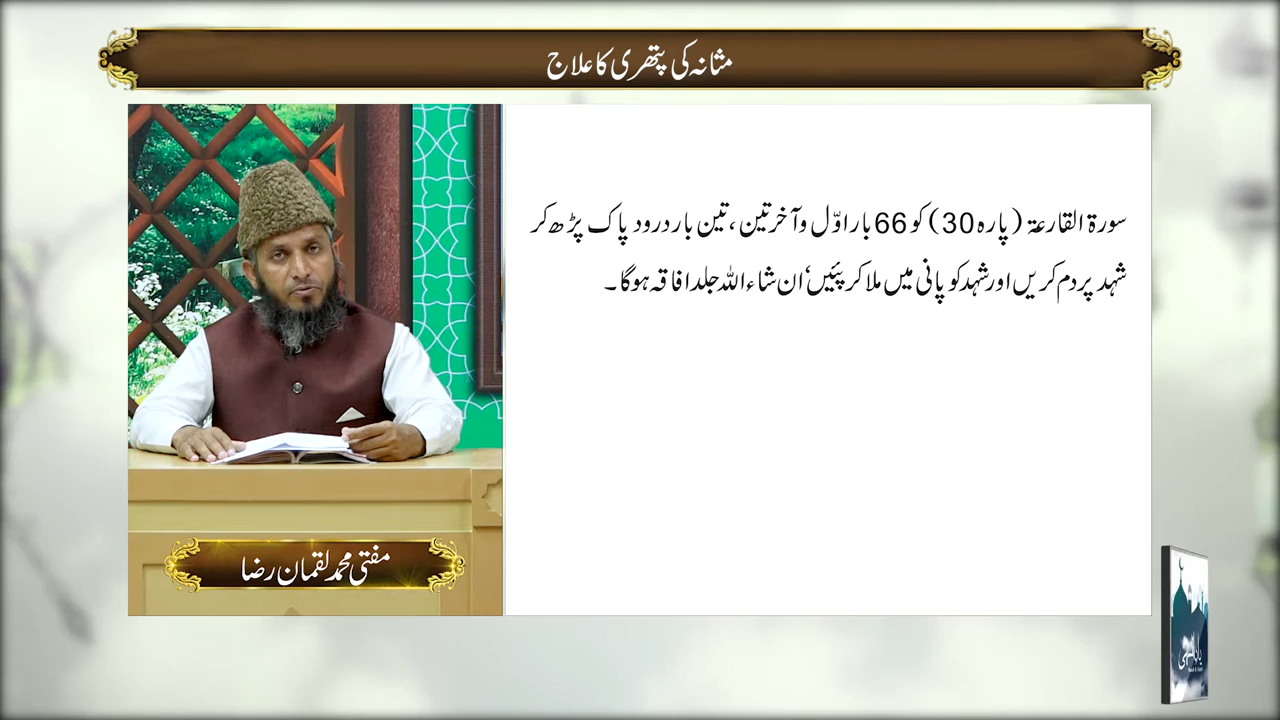 مثانہ کی پتھری کا علاج
سورۃ القارعۃ (پارہ 30) کو 66 بار اوّل و آخر تین، تین بار درود پاک پڑھ کر
شہد پر دم کریں اور شہد کو پانی میں ملا کر پئیں‘ ان شاء اللہ جلد افاقہ ہوگا۔
مفتی محمد لقمان رضا